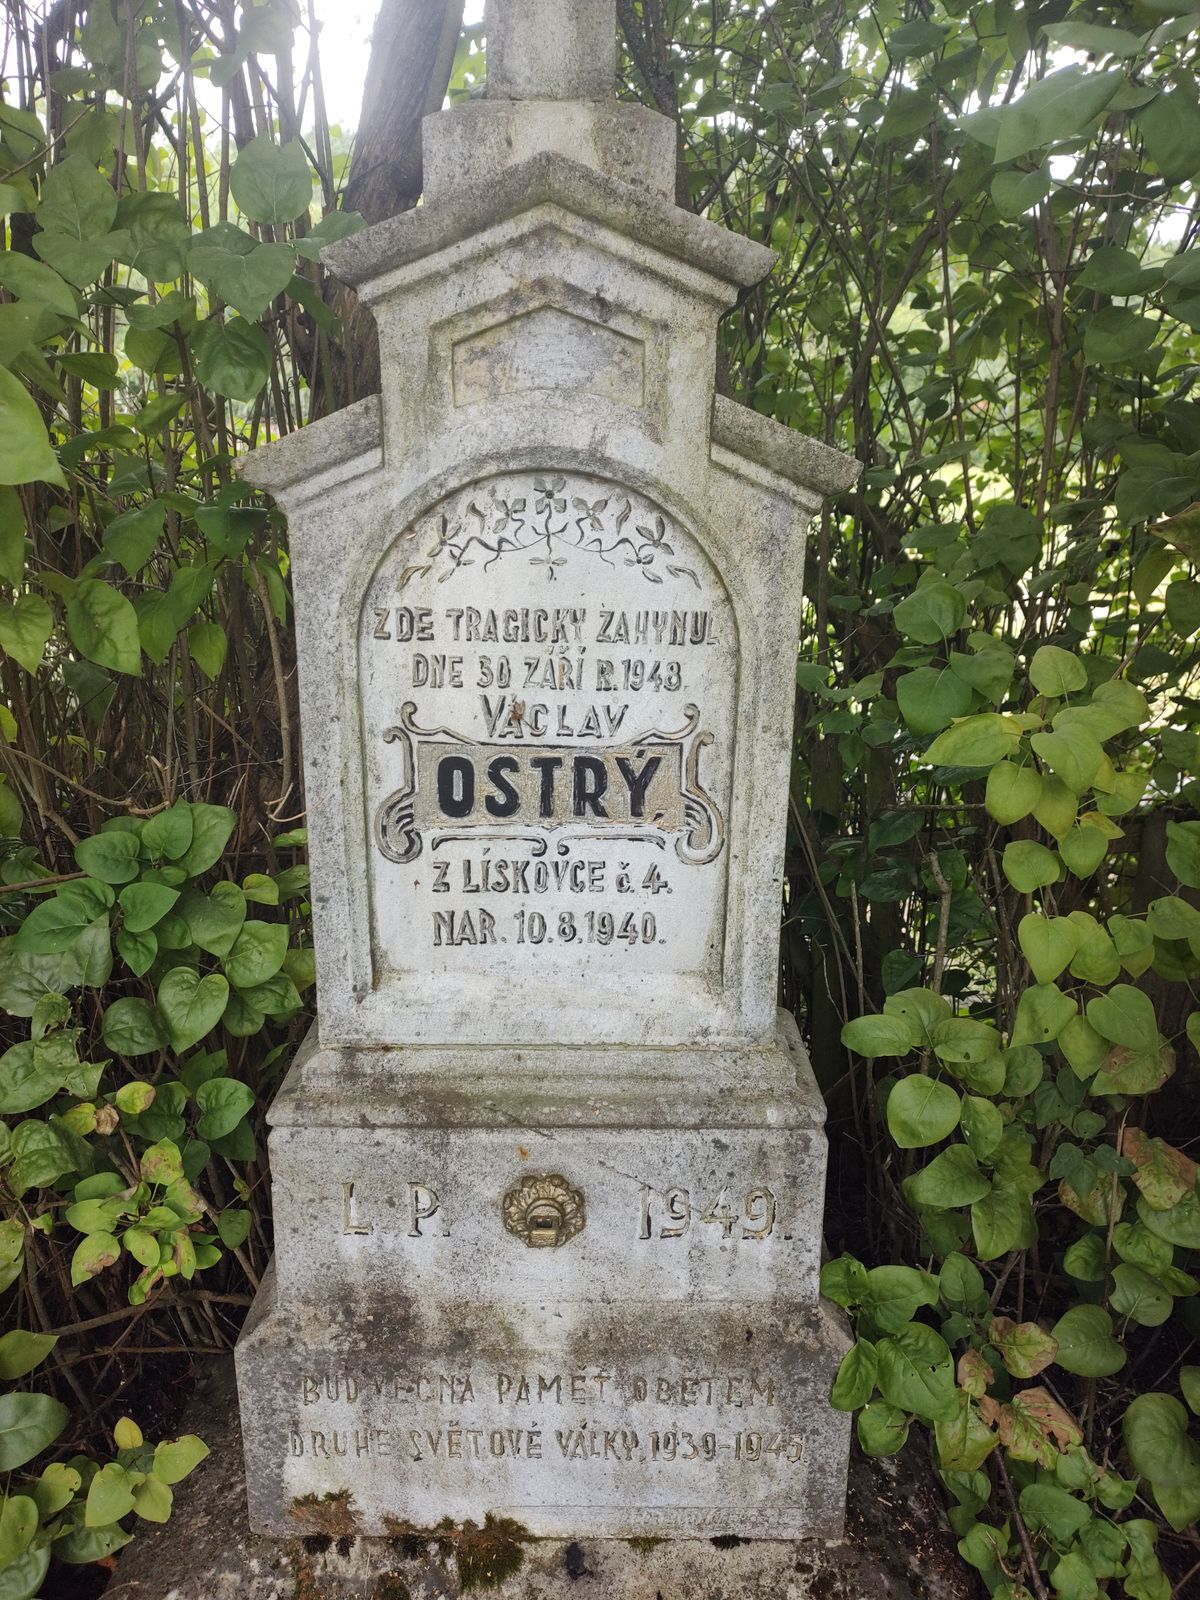 ZDE TRAGICKY ZAHYNUL
DNE 30 ZÁŘÍ R.1948.
VÁCLAV
OSTRÝ,
Z LÍSKOVCE č.4.
NAR. 10.8.1940.
L.P. 1949.
BUĎ VĚČNÁ PAMĚŤ OBĚTEM
DRUHÉ SVĚTOVÉ VÁLKY,1939-1945.